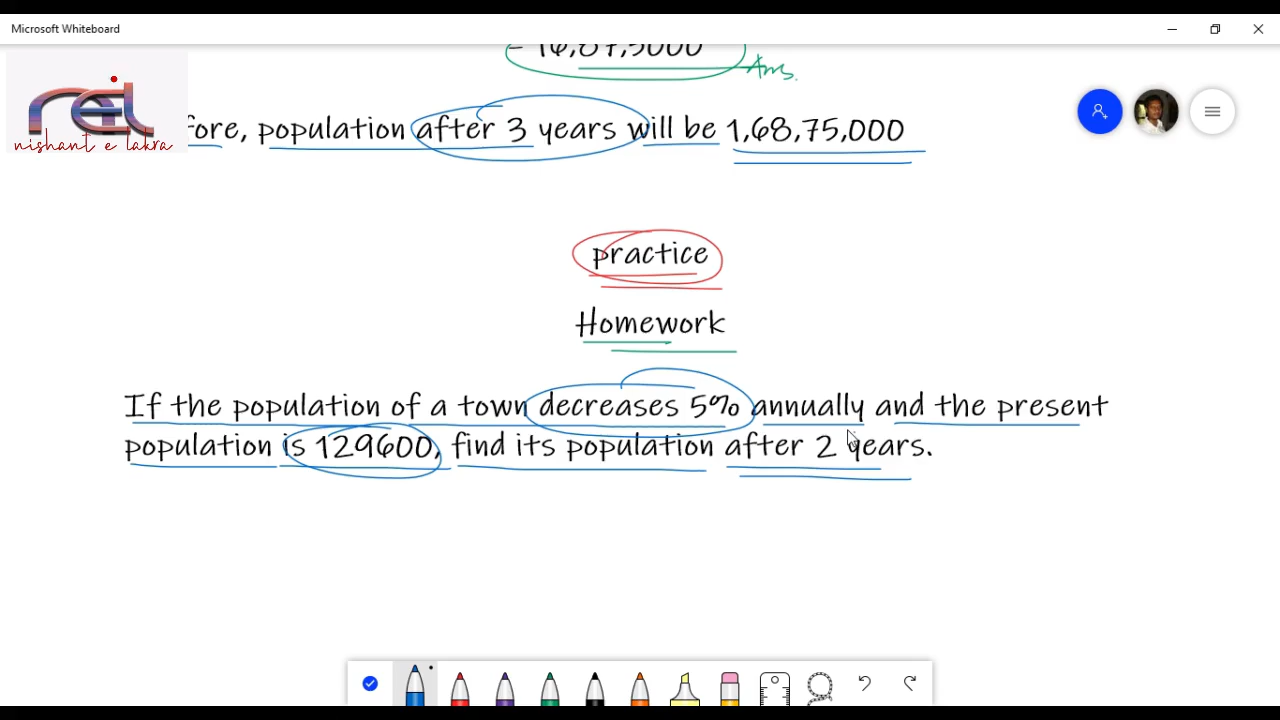 Microsoft Whiteboard
Ans.
nishant e lakra
fore, population after 3 years will be 1,68,75,000
practice
Homework
If the population of a town decreases 5% annually and the present
population is 129600, find its population after 2 years.